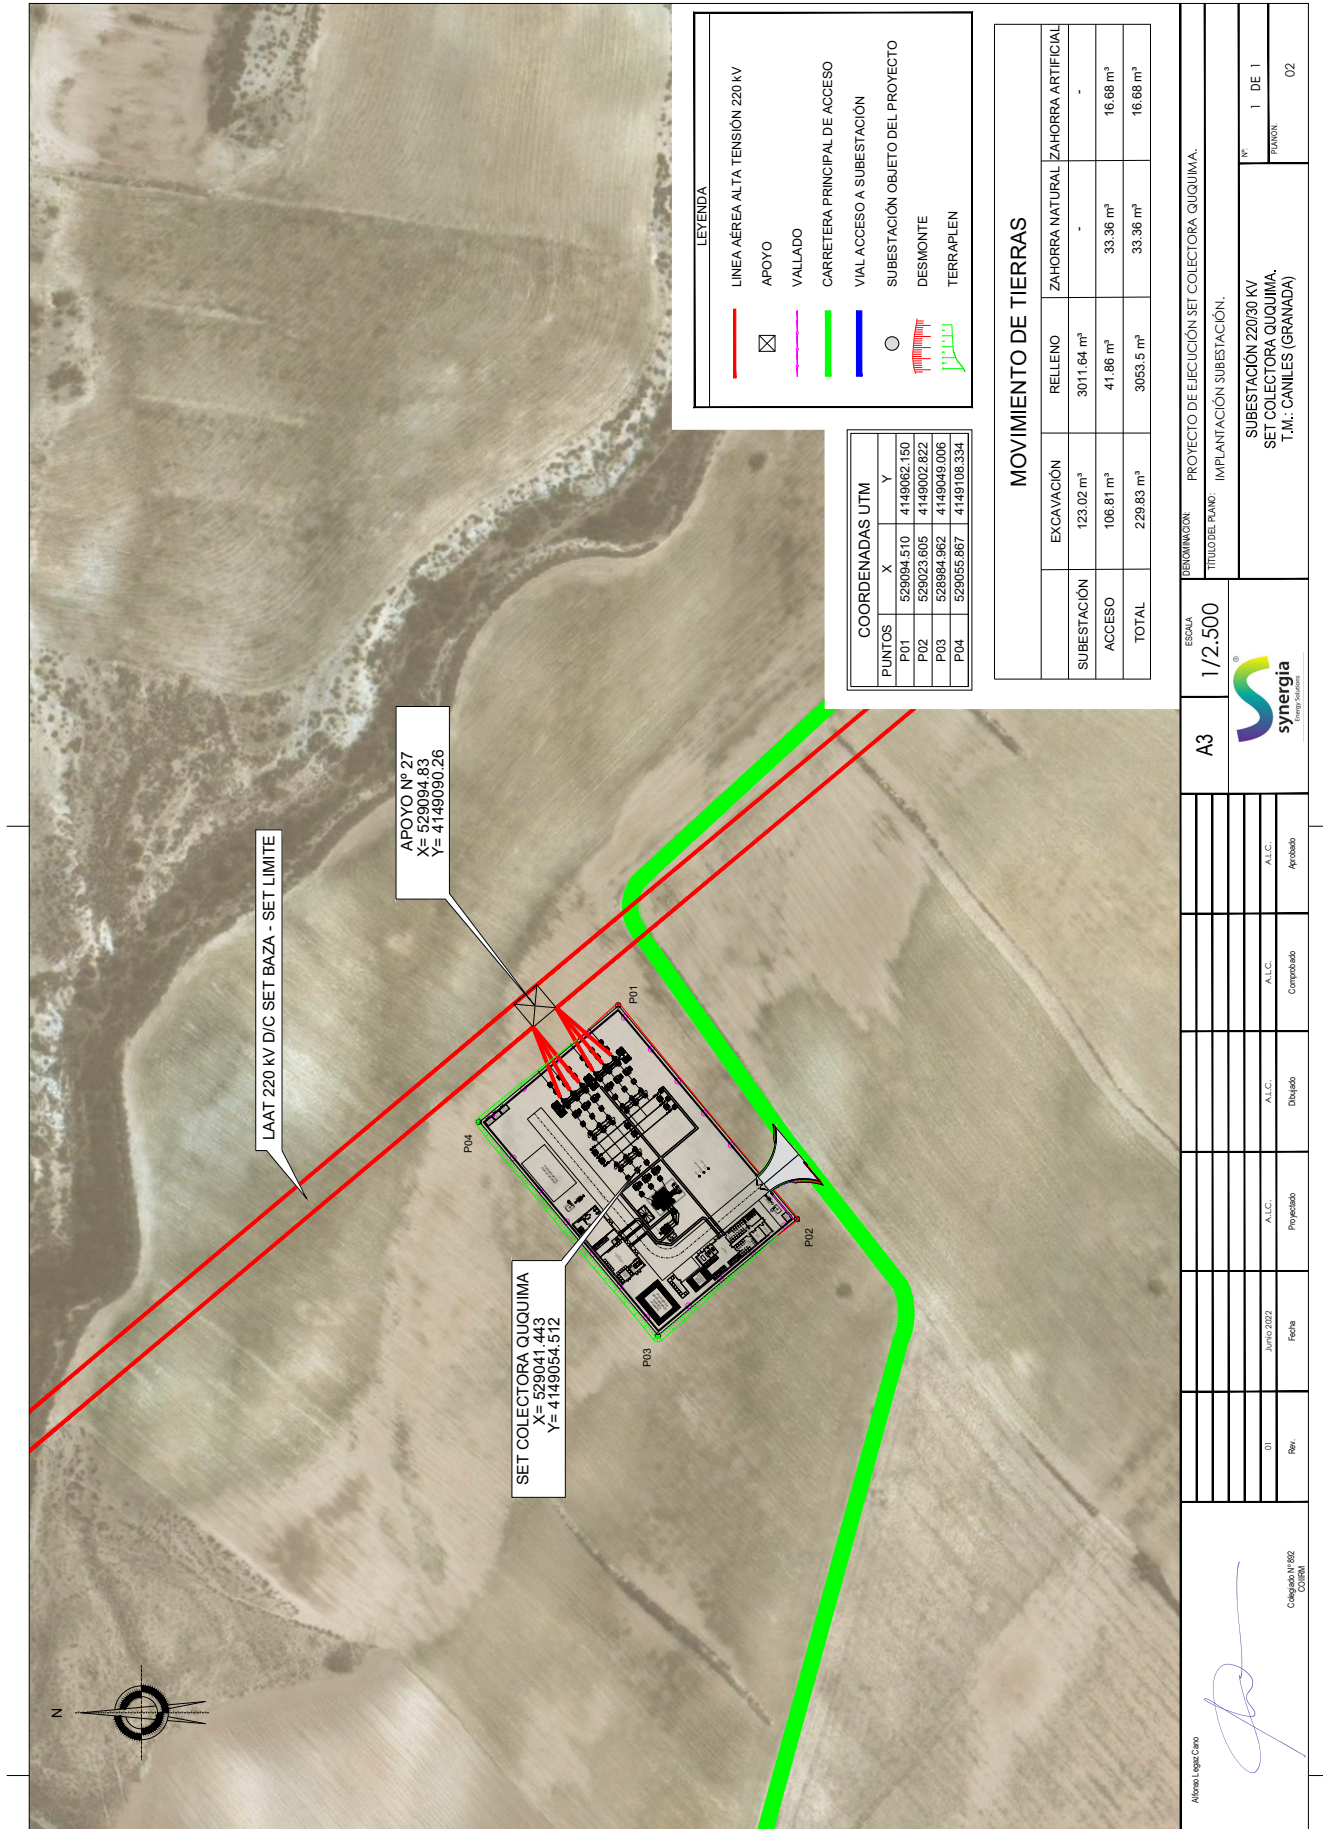 N
LAAT 220 kV D/C SET BAZA - SET LIMITE
APOYO Nº 27
X= 529094.83
Y= 4149090.26
SET COLECTORA QUQUIMA
X= 529041.443
Y= 4149054.512
P01
P02
P03
P04
LEYENDA
LINEA AÉREA ALTA TENSIÓN 220 kV
APOYO
VALLADO
CARRETERA PRINCIPAL DE ACCESO
VIAL ACCESO A SUBESTACIÓN
SUBESTACIÓN OBJETO DEL PROYECTO
DESMONTE
TERRAPLEN
COORDENADAS UTM
PUNTOS X Y
P01 529094.510 4149062.150
P02 529023.605 4149002.822
P03 528984.962 4149049.006
P04 529055.867 4149108.334
MOVIMIENTO DE TIERRAS
EXCAVACIÓN RELLENO ZAHORRA NATURAL ZAHORRA ARTIFICIAL
SUBESTACIÓN 123.02 m³ 3011.64 m³ - -
ACCESO 106.81 m³ 41.86 m³ 33.36 m³ 16.68 m³
TOTAL 229.83 m³ 3053.5 m³ 33.36 m³ 16.68 m³
Alfonso Legaz Cano
Colegiado Nº 892
COIIRM
01 Junio 2022 A.L.C. A.L.C. A.L.C. A.L.C.
Rev. Fecha Proyectado Dibujado Comprobado Aprobado
A3
ESCALA
1/2.500
synergia
Energy Solutions
®
DENOMINACION:
PROYECTO DE EJECUCIÓN SET COLECTORA QUQUIMA.
TÍTULO DEL PLANO:
IMPLANTACIÓN SUBESTACIÓN.
SUBESTACIÓN 220/30 KV
SET COLECTORA QUQUIMA.
T.M.: CANILES (GRANADA)
Nº:
1 DE 1
PLANO N.
02